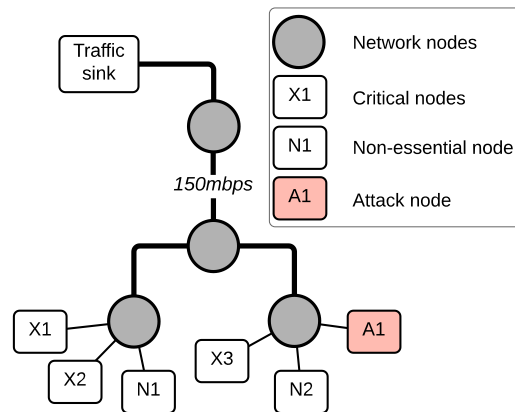 Traffic
sink
150mbps
X1
X2
N1
X3
N2
A1
Network nodes
X1
Critical nodes
N1
Non-essential node
A1
Attack node